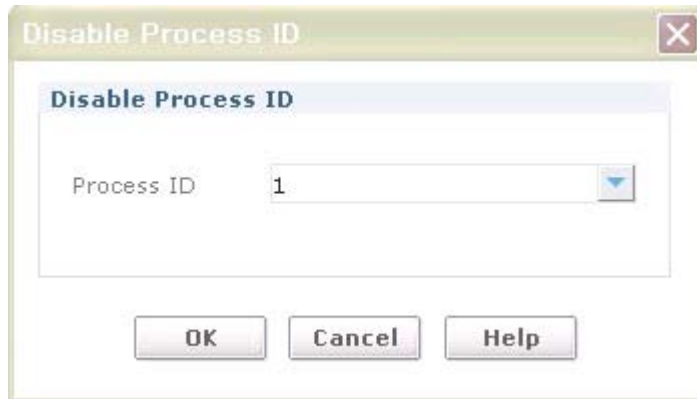 Disable Process ID
Disable Process ID
Process ID 1
OK Cancel Help